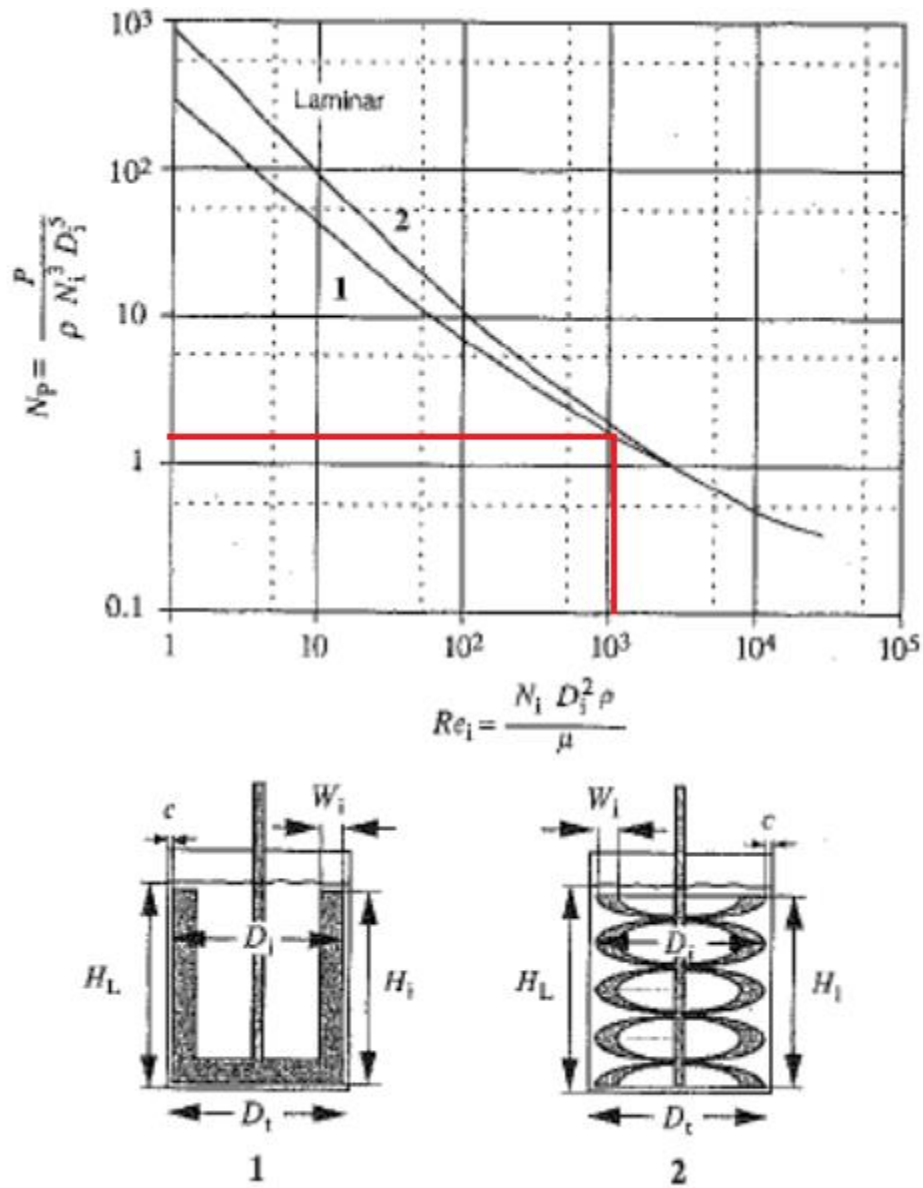 10³
Laminar
10²
2
1
10
1
0.1
N_P = P / ρ N_i³ D_i⁵
1 10 10² 10³ 10⁴ 10⁵
Re_i = N_i D_i² ρ / μ
c W_i
D_i
H_L H_i
D_t
1
W_i c
D_i
H_L H_i
D_t
2